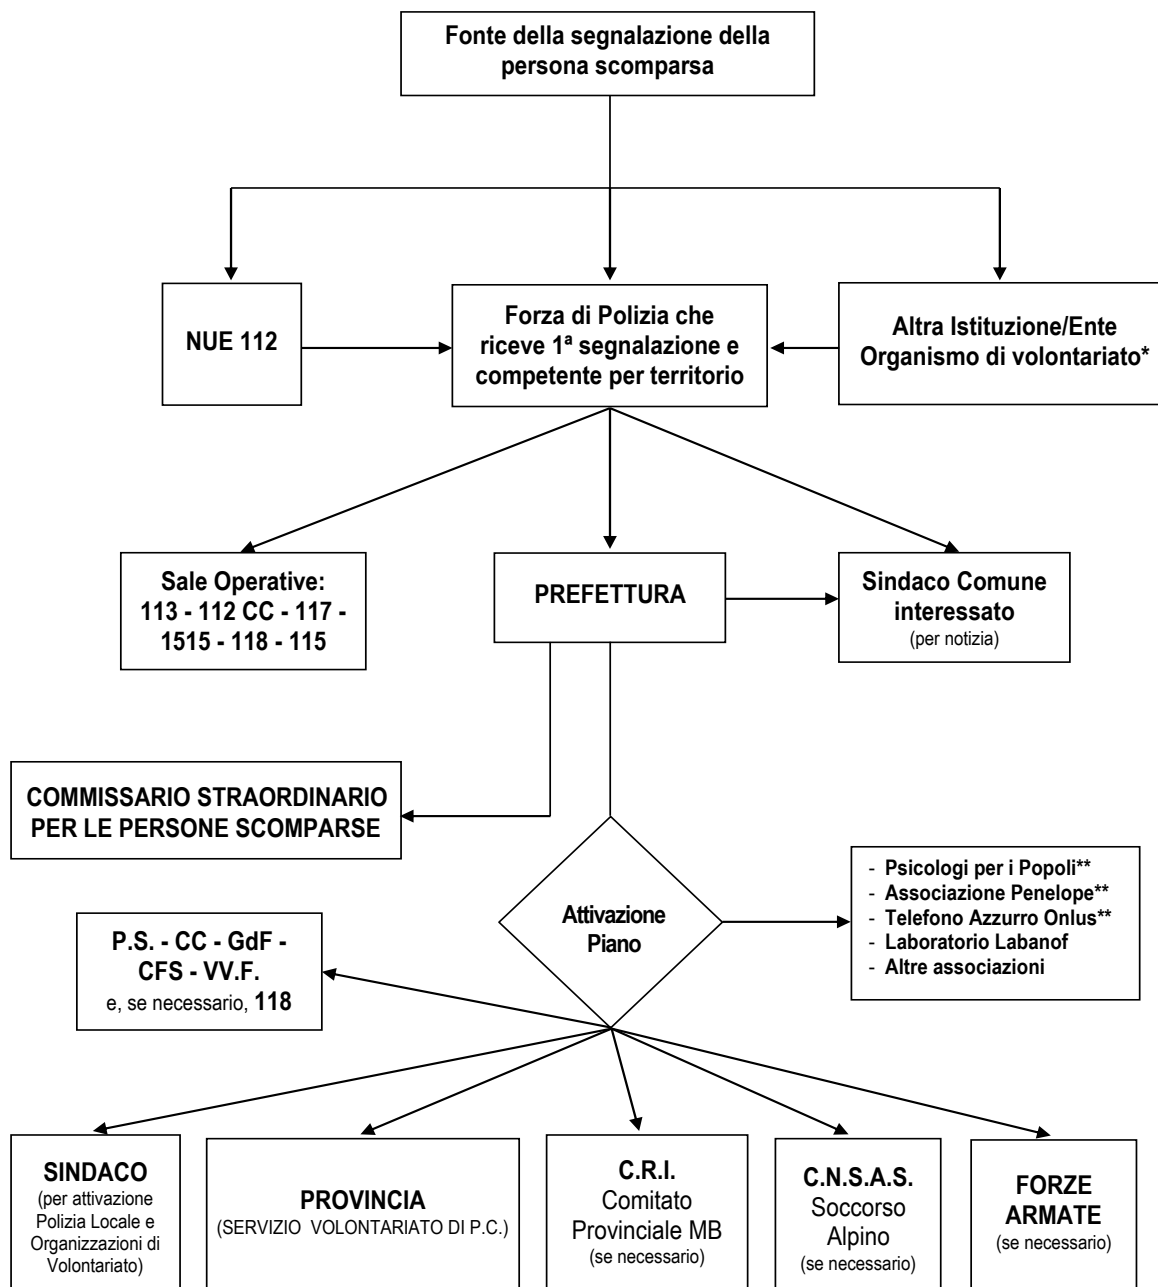 Fonte della segnalazione della
persona scomparsa
NUE 112
Forza di Polizia che
riceve 1ª segnalazione e
competente per territorio
Altra Istituzione/Ente
Organismo di volontariato*
Sale Operative:
113 - 112 CC - 117 -
1515 - 118 - 115
PREFETTURA
Sindaco Comune
interessato
(per notizia)
COMMISSARIO STRAORDINARIO
PER LE PERSONE SCOMPARSE
Attivazione
Piano
- Psicologi per i Popoli**
- Associazione Penelope**
- Telefono Azzurro Onlus**
- Laboratorio Labanof
- Altre associazioni
P.S. - CC - GdF -
CFS - VV.F.
e, se necessario, 118
SINDACO
(per attivazione
Polizia Locale e
Organizzazioni di
Volontariato)
PROVINCIA
(SERVIZIO VOLONTARIATO DI P.C.)
C.R.I.
Comitato
Provinciale MB
(se necessario)
C.N.S.A.S.
Soccorso
Alpino
(se necessario)
FORZE
ARMATE
(se necessario)